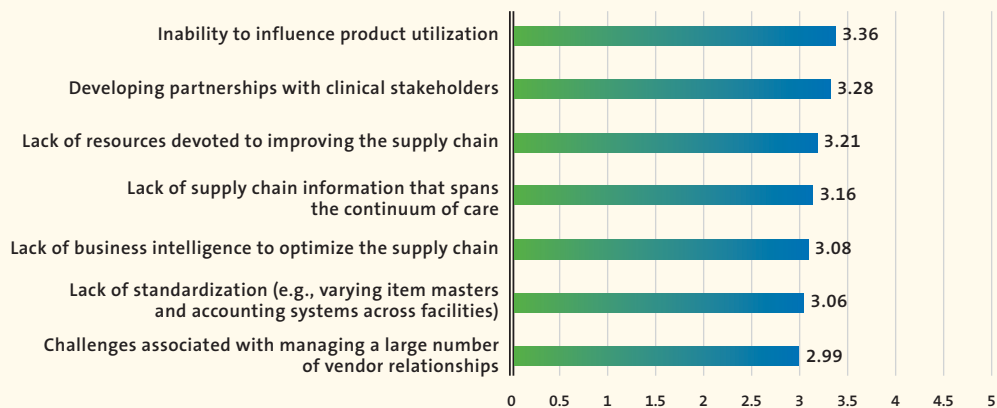 Inability to influence product utilization
3.36
Developing partnerships with clinical stakeholders
3.28
Lack of resources devoted to improving the supply chain
3.21
Lack of supply chain information that spans
the continuum of care
3.16
Lack of business intelligence to optimize the supply chain
3.08
Lack of standardization (e.g., varying item masters
and accounting systems across facilities)
3.06
Challenges associated with managing a large number
of vendor relationships
2.99
0 0.5 1 1.5 2 2.5 3 3.5 4 4.5 5